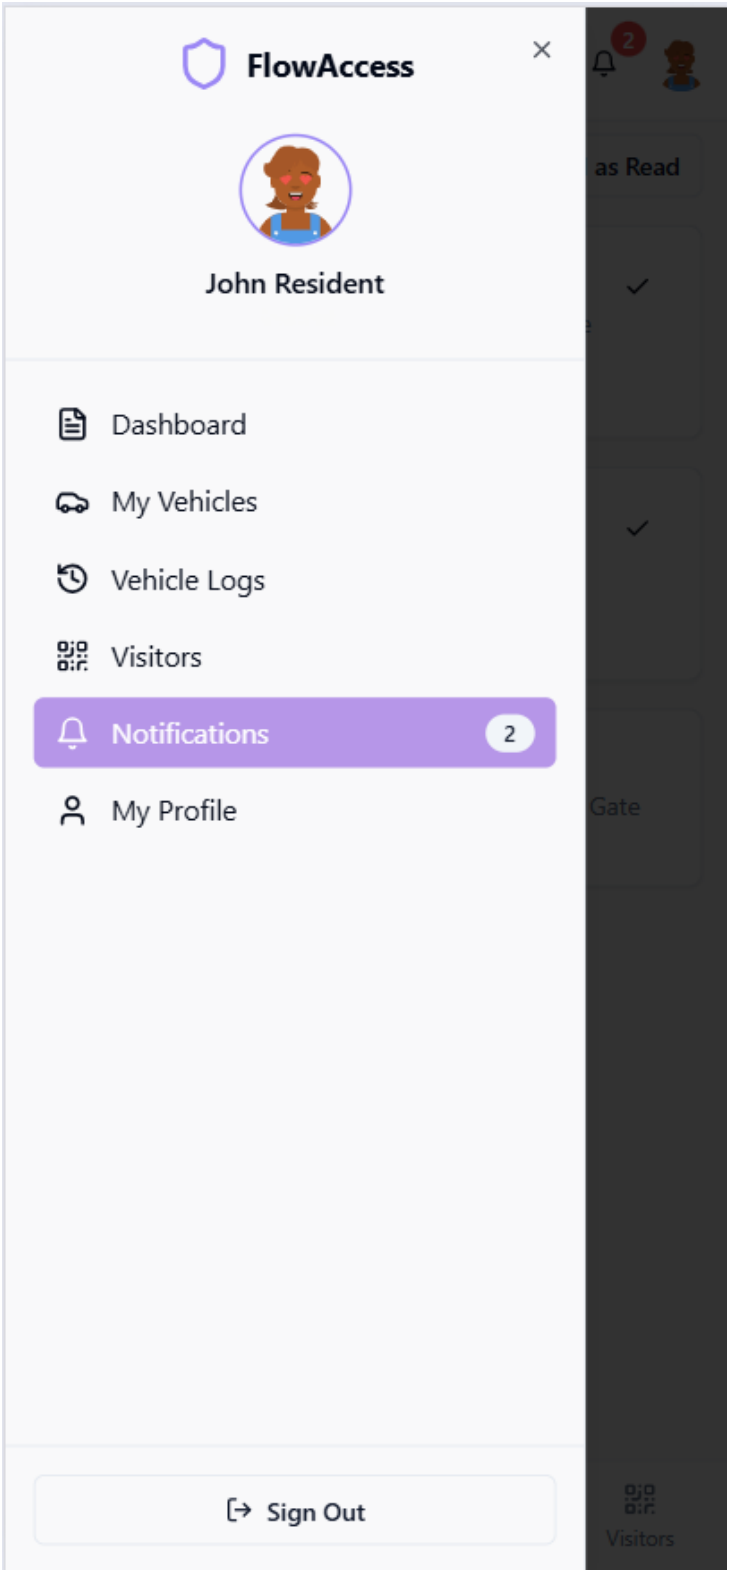 FlowAccess
2
as Read
John Resident
Dashboard
My Vehicles
Vehicle Logs
Visitors
Notifications 2
My Profile
Gate
Sign Out
Visitors